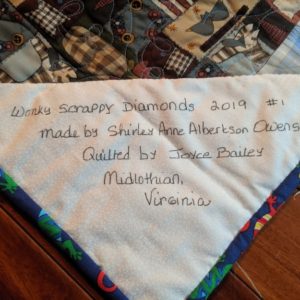 Wonky Scrappy Diamonds 2019 #1
made by Shirley Anne Albertson Owens
Quilted by Joyce Bailey
Midlothian,
Virginia